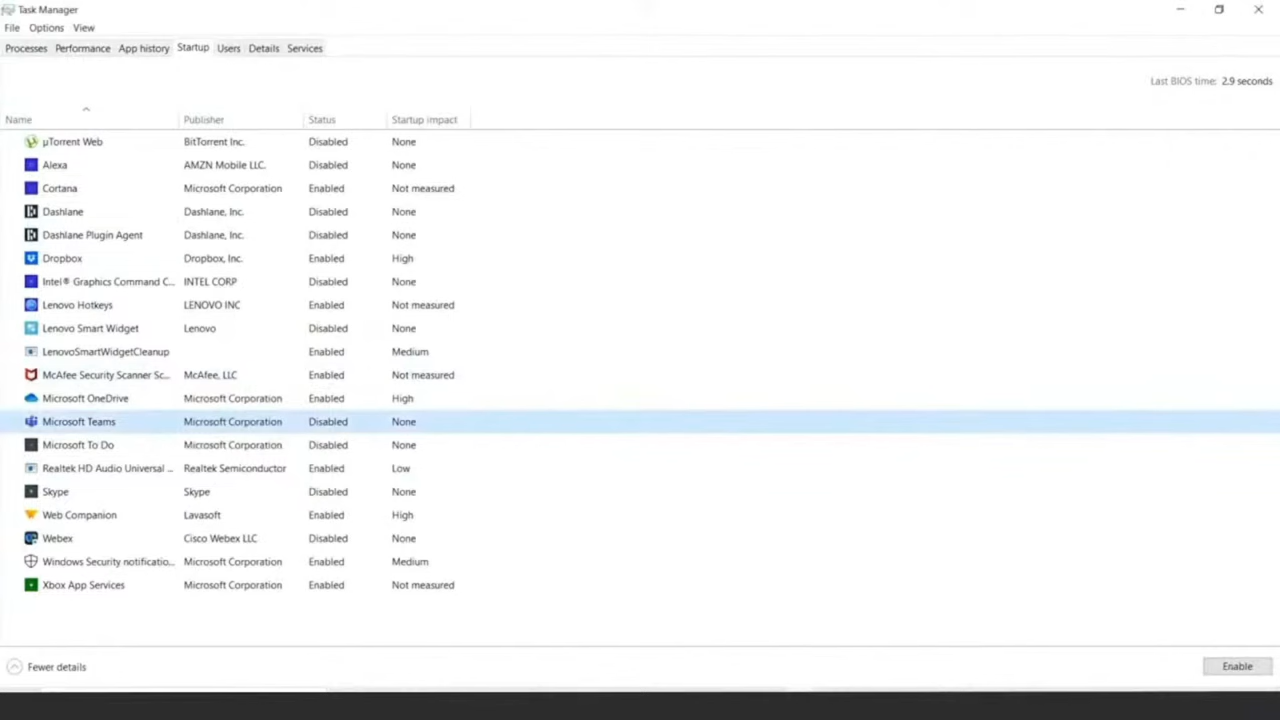 Task Manager
File Options View
Processes Performance App history Startup Users Details Services
Last BIOS time: 2.9 seconds
Name Publisher Status Startup impact
µTorrent Web BitTorrent Inc. Disabled None
Alexa AMZN Mobile LLC. Disabled None
Cortana Microsoft Corporation Enabled Not measured
Dashlane Dashlane, Inc. Disabled None
Dashlane Plugin Agent Dashlane, Inc. Disabled None
Dropbox Dropbox, Inc. Enabled High
Intel® Graphics Command C... INTEL CORP Disabled None
Lenovo Hotkeys LENOVO INC Enabled Not measured
Lenovo Smart Widget Lenovo Disabled None
LenovoSmartWidgetCleanup Enabled Medium
McAfee Security Scanner Sc... McAfee, LLC Enabled Not measured
Microsoft OneDrive Microsoft Corporation Enabled High
Microsoft Teams Microsoft Corporation Disabled None
Microsoft To Do Microsoft Corporation Disabled None
Realtek HD Audio Universal ... Realtek Semiconductor Enabled Low
Skype Skype Disabled None
Web Companion Lavasoft Enabled High
Webex Cisco Webex LLC Disabled None
Windows Security notificatio... Microsoft Corporation Enabled Medium
Xbox App Services Microsoft Corporation Enabled Not measured
Fewer details Enable